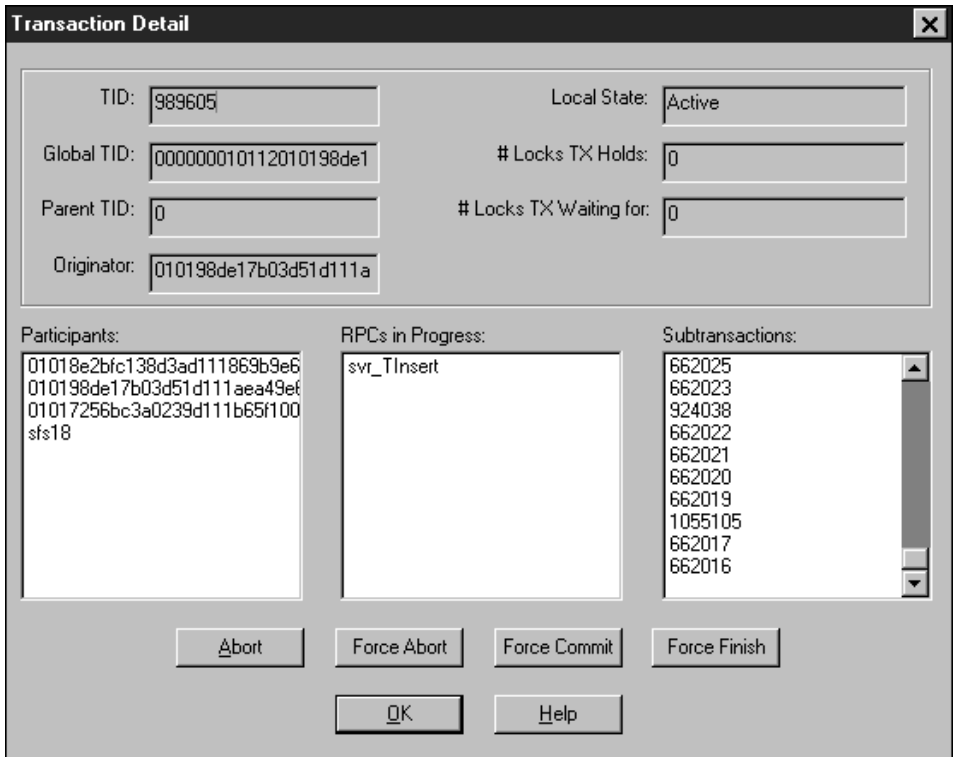 Transaction Detail
TID: 989605
Local State: Active
Global TID: 00000010112010198de1
# Locks TX Holds: 0
Parent TID: 0
# Locks TX Waiting for: 0
Originator: 010198de17b03d51d111a
Participants:
01018e2bfc138d3ad111869b9e6
010198de17b03d51d111aea49e6
01017256bc3a0239d111b65f100
sfs18
RPCs in Progress:
svr_TInsert
Subtransactions:
662025
662023
924038
662022
662021
662020
662019
1055105
662017
662016
Abort
Force Abort
Force Commit
Force Finish
OK
Help